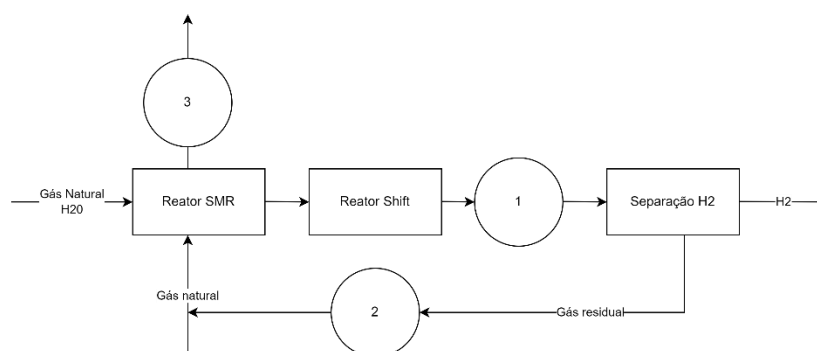 3
Gás Natural
H20
Reator SMR
Reator Shift
1
Separação H2
H2
Gás natural
2
Gás residual